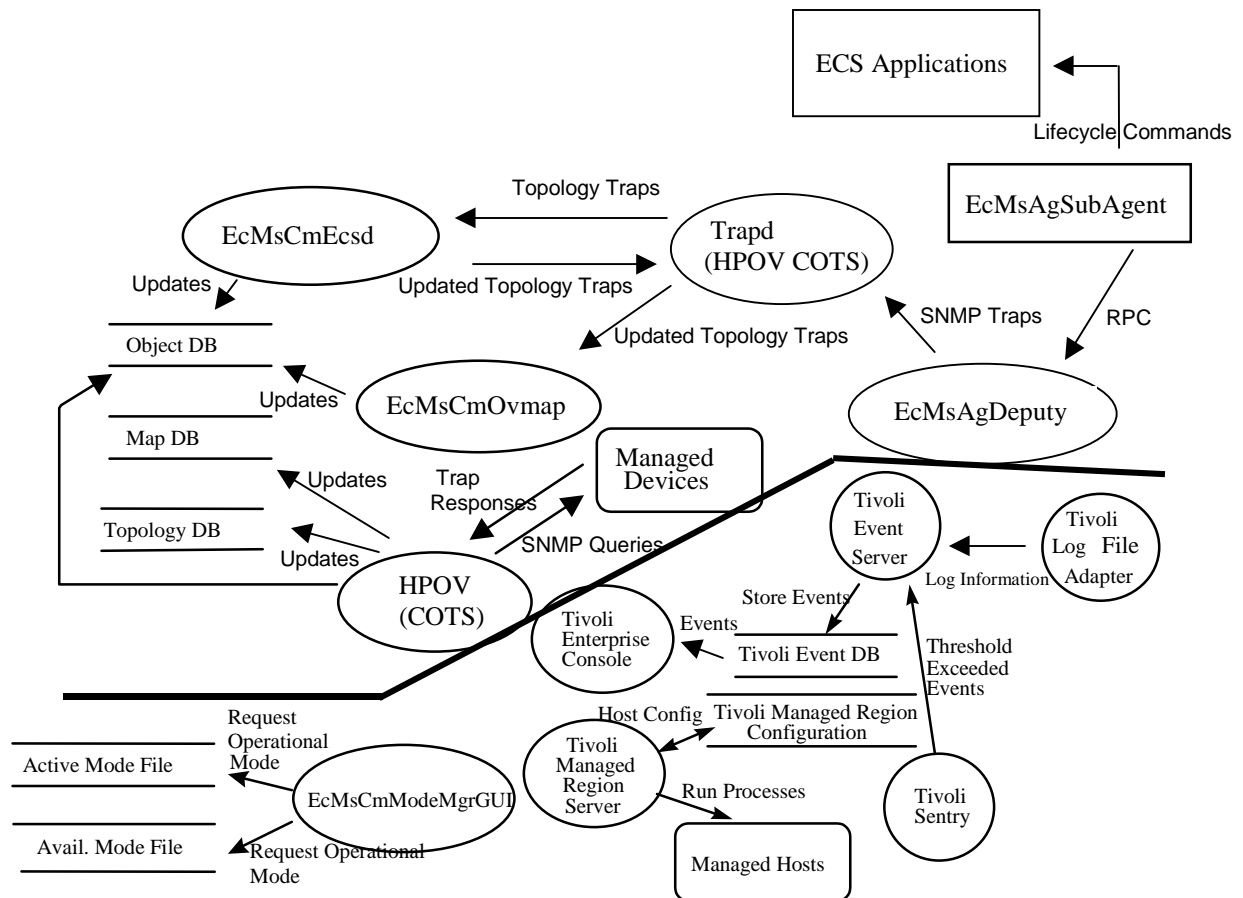 ECS Applications
Lifecycle Commands
EcMsAgSubAgent
Topology Traps
EcMsCmEcsd
Trapd
(HPOV COTS)
Updates
Updated Topology Traps
SNMP Traps
RPC
Object DB
Updated Topology Traps
Updates
EcMsCmOvmap
EcMsAgDeputy
Map DB
Managed
Devices
Updates
Trap
Responses
Topology DB
Updates
SNMP Queries
HPOV
(COTS)
Tivoli
Event
Server
Tivoli
Log File
Adapter
Log Information
Store Events
Tivoli
Enterprise
Console
Events
Tivoli Event DB
Threshold
Exceeded
Events
Request
Operational
Mode
Host Config
Tivoli Managed Region
Configuration
Active Mode File
EcMsCmModeMgrGUI
Tivoli
Managed
Region
Server
Run Processes
Tivoli
Sentry
Avail. Mode File
Request Operational
Mode
Managed Hosts